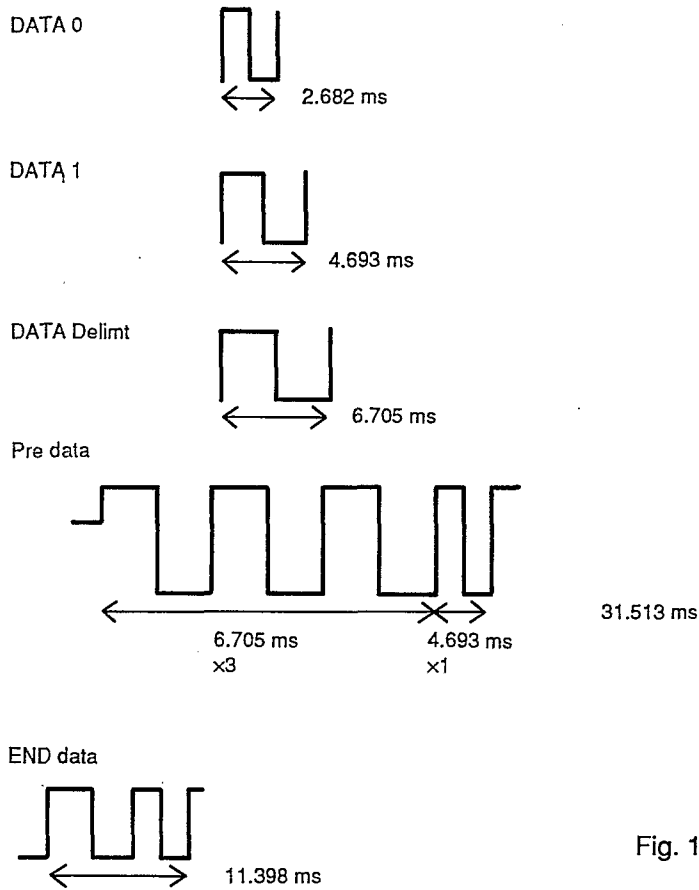 DATA 0
2.682 ms
DATA 1
4.693 ms
DATA Delimt
6.705 ms
Pre data
31.513 ms
6.705 ms 4.693 ms
×3 ×1
END data
11.398 ms
Fig. 1